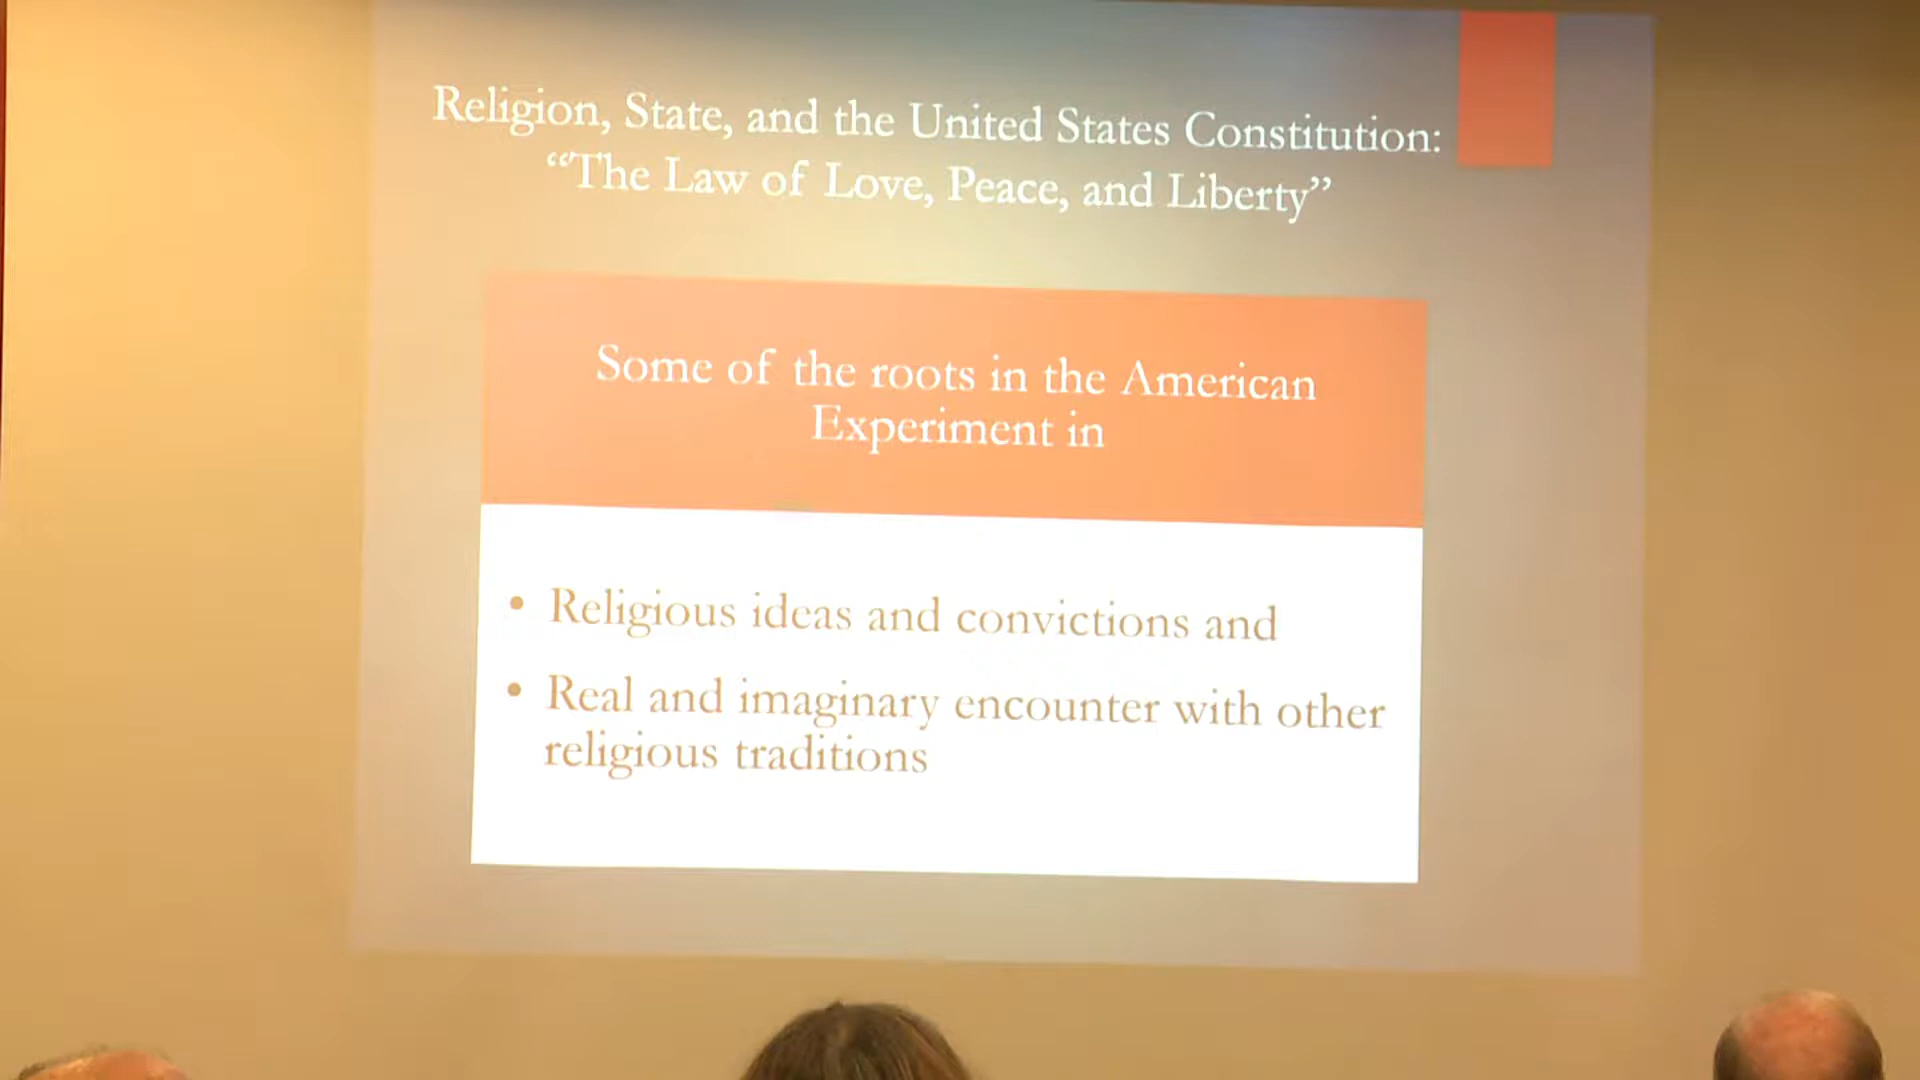 Religion, State, and the United States Constitution:
“The Law of Love, Peace, and Liberty”
Some of the roots in the American
Experiment in
• Religious ideas and convictions and
• Real and imaginary encounter with other
religious traditions